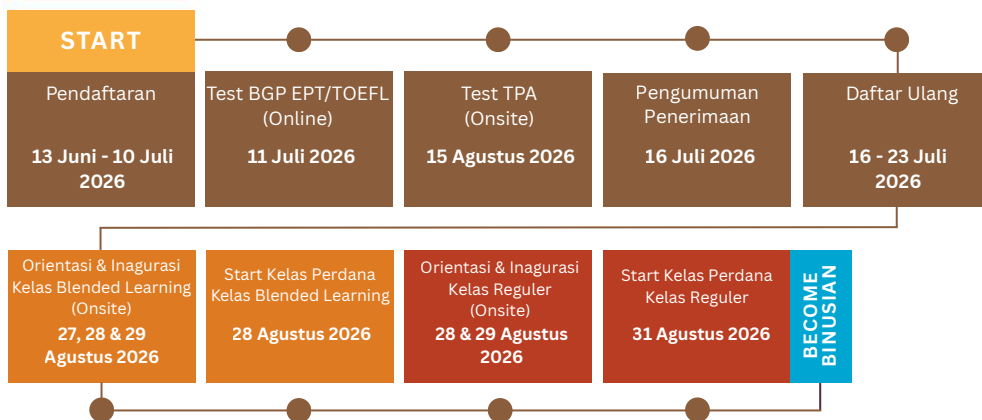 START
Pendaftaran
13 Juni - 10 Juli
2026
Test BGP EPT/TOEFL
(Online)
11 Juli 2026
Test TPA
(Onsite)
15 Agustus 2026
Pengumuman
Penerimaan
16 Juli 2026
Daftar Ulang
16 - 23 Juli
2026
Orientasi & Inagurasi
Kelas Blended Learning
(Onsite)
27, 28 & 29
Agustus 2026
Start Kelas Perdana
Kelas Blended Learning
28 Agustus 2026
Orientasi & Inagurasi
Kelas Reguler
(Onsite)
28 & 29 Agustus
2026
Start Kelas Perdana
Kelas Reguler
31 Agustus 2026
BECOME
BINUSIAN